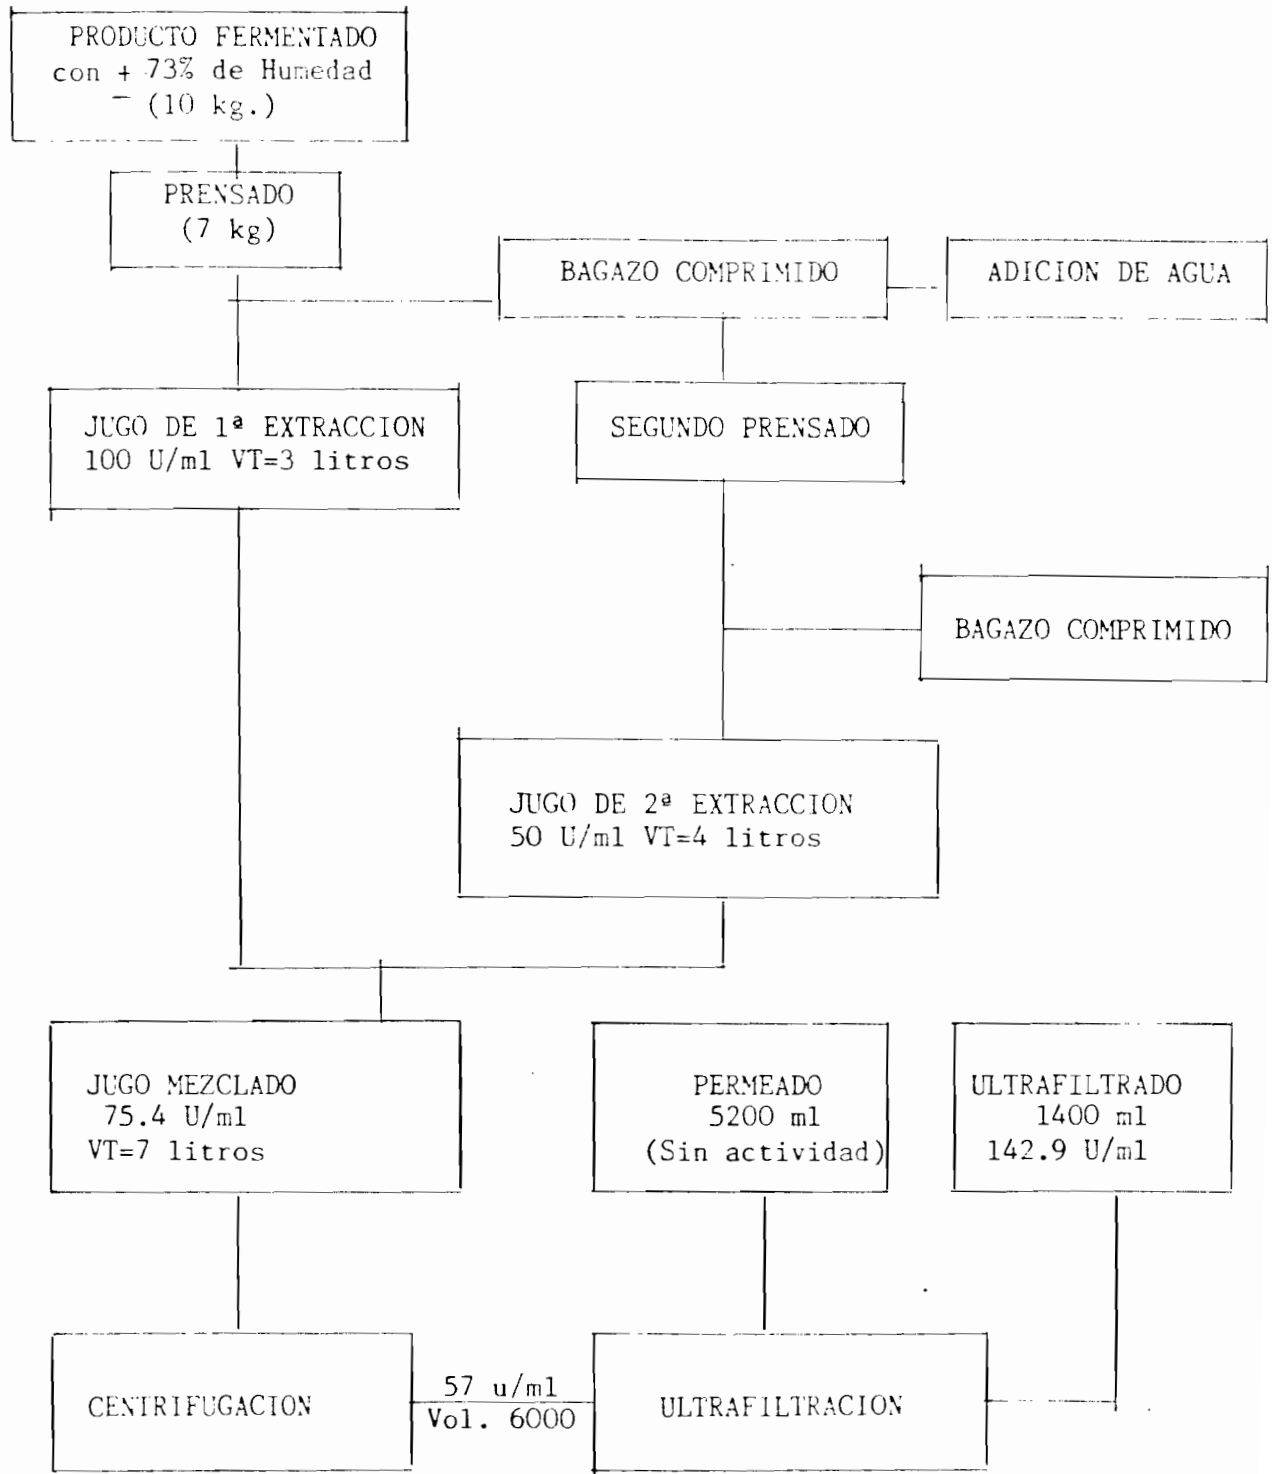 PRODUCTO FERMENTADO
con + 73% de Humedad
– (10 kg.)
PRENSADO
(7 kg)
BAGAZO COMPRIMIDO
ADICION DE AGUA
JUGO DE 1ª EXTRACCION
100 U/ml VT=3 litros
SEGUNDO PRENSADO
BAGAZO COMPRIMIDO
JUGO DE 2ª EXTRACCION
50 U/ml VT=4 litros
JUGO MEZCLADO
75.4 U/ml
VT=7 litros
PERMEADO
5200 ml
(Sin actividad)
ULTRAFILTRADO
1400 ml
142.9 U/ml
CENTRIFUGACION
57 u/ml
Vol. 6000
ULTRAFILTRACION